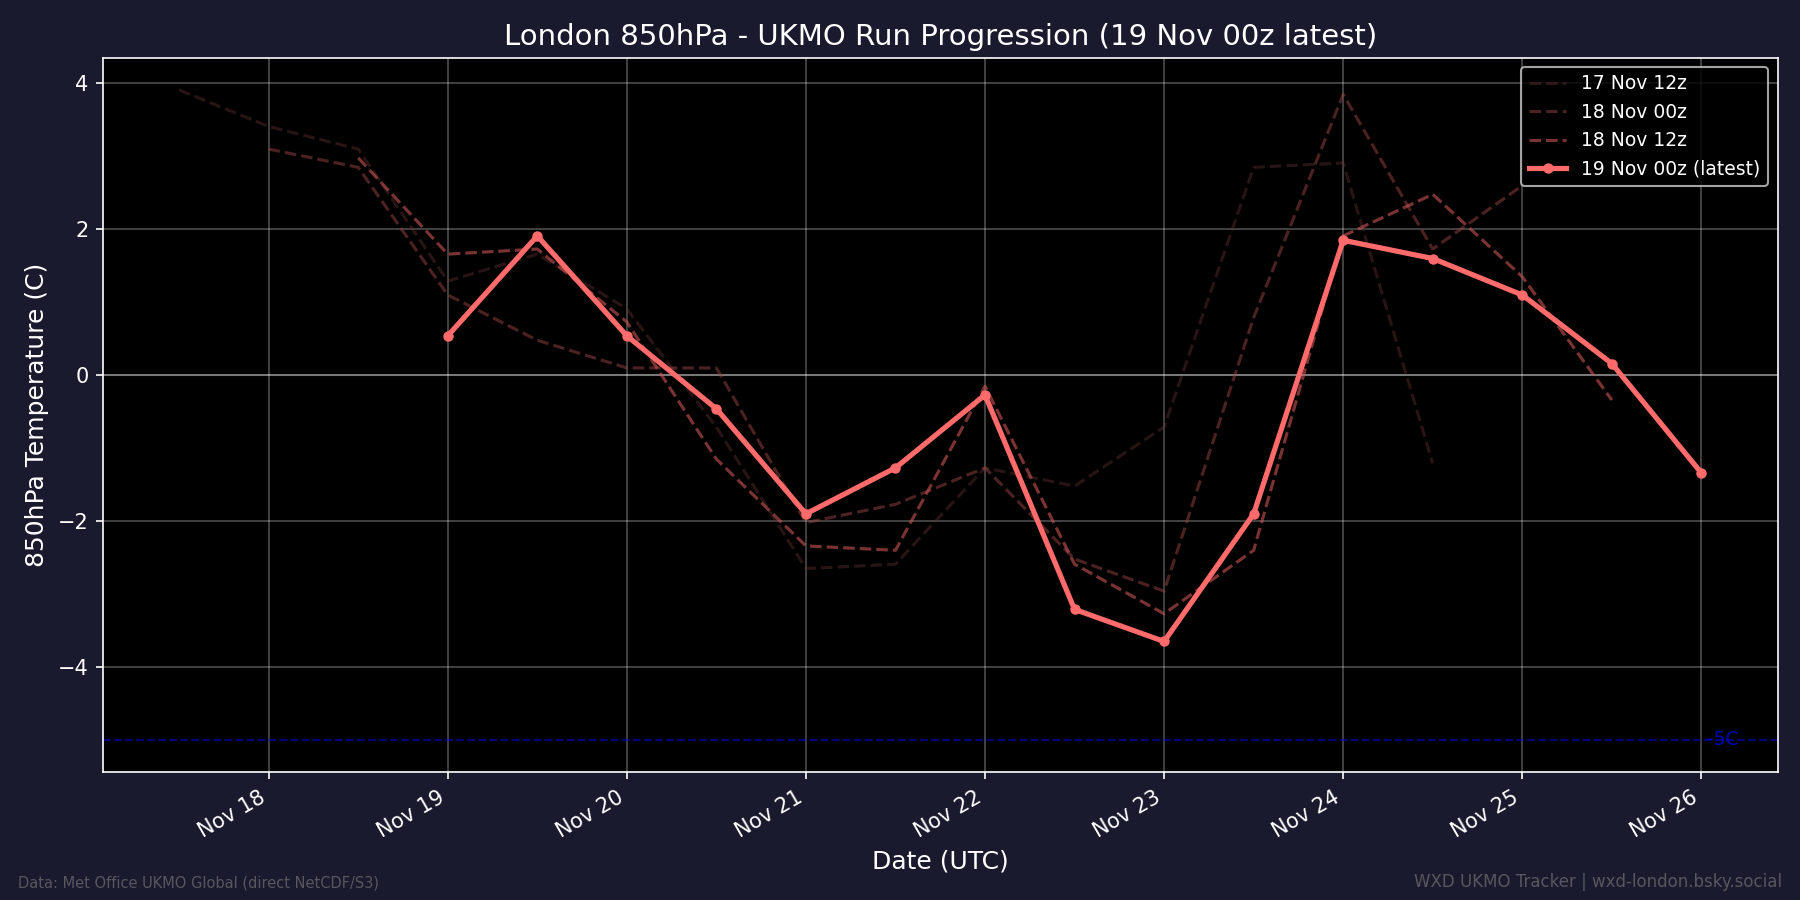 London 850hPa - UKMO Run Progression (19 Nov 00z latest)
17 Nov 12z
18 Nov 00z
18 Nov 12z
19 Nov 00z (latest)
850hPa Temperature (C)
4
2
0
−2
−4
-5C
Nov 18
Nov 19
Nov 20
Nov 21
Nov 22
Nov 23
Nov 24
Nov 25
Nov 26
Date (UTC)
Data: Met Office UKMO Global (direct NetCDF/S3)
WXD UKMO Tracker | wxd-london.bsky.social